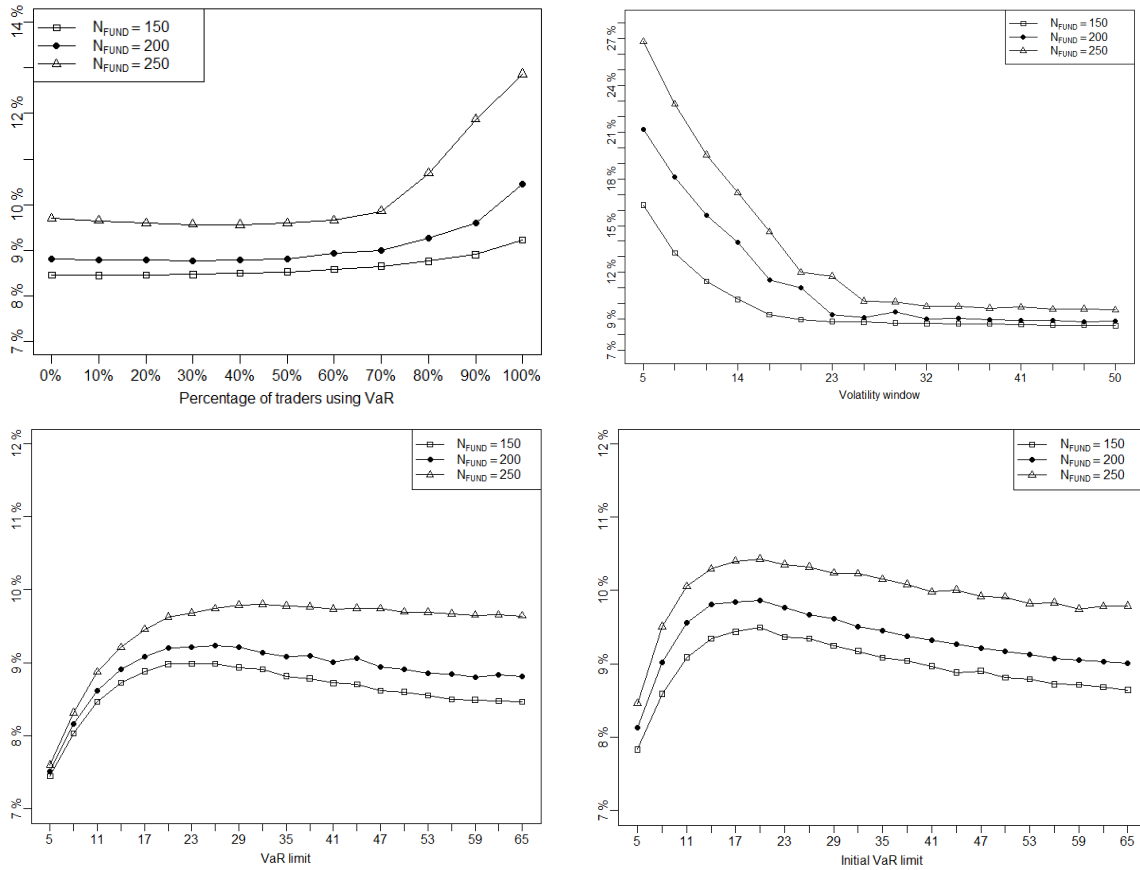 N_FUND = 150
N_FUND = 200
N_FUND = 250
14 %
12 %
10 %
9 %
8 %
7 %
0% 10% 20% 30% 40% 50% 60% 70% 80% 90% 100%
Percentage of traders using VaR
N_FUND = 150
N_FUND = 200
N_FUND = 250
27 %
24 %
21 %
18 %
15 %
12 %
9 %
7 %
5 14 23 32 41 50
Volatility window
N_FUND = 150
N_FUND = 200
N_FUND = 250
12 %
11 %
10 %
9 %
8 %
7 %
5 11 17 23 29 35 41 47 53 59 65
VaR limit
N_FUND = 150
N_FUND = 200
N_FUND = 250
12 %
11 %
10 %
9 %
8 %
7 %
5 11 17 23 29 35 41 47 53 59 65
Initial VaR limit